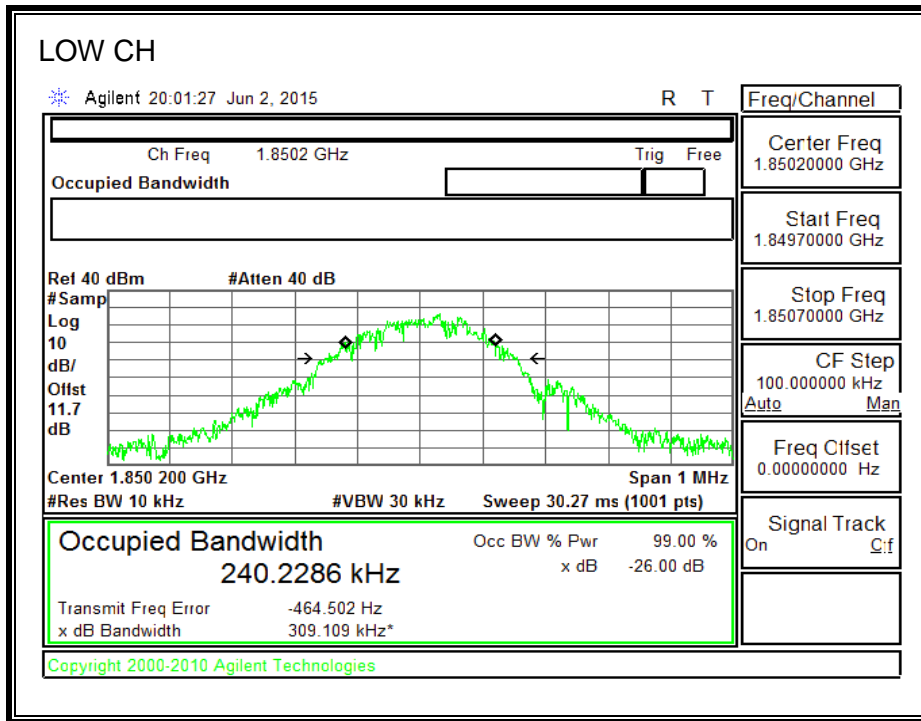 LOW CH
Agilent 20:01:27 Jun 2, 2015 R T
Freq/Channel
Ch Freq 1.8502 GHz Trig Free
Occupied Bandwidth
Center Freq
1.85020000 GHz
Start Freq
1.84970000 GHz
Stop Freq
1.85070000 GHz
CF Step
100.000000 kHz
Auto Man
Freq Offset
0.00000000 Hz
Signal Track
On Off
Ref 40 dBm #Atten 40 dB
#Samp
Log
10
dB/
Offst
11.7
dB
Center 1.850 200 GHz Span 1 MHz
#Res BW 10 kHz #VBW 30 kHz Sweep 30.27 ms (1001 pts)
Occupied Bandwidth Occ BW % Pwr 99.00 %
240.2286 kHz x dB -26.00 dB
Transmit Freq Error -464.502 Hz
x dB Bandwidth 309.109 kHz*
Copyright 2000-2010 Agilent Technologies